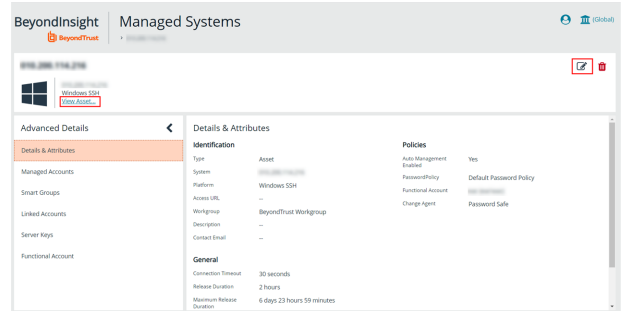 BeyondInsight
BeyondTrust
Managed Systems
(Global)
Windows SSH
View Asset...
Advanced Details
Details & Attributes
Managed Accounts
Smart Groups
Linked Accounts
Server Keys
Functional Account
Details & Attributes
Identification
Type Asset
System
Platform Windows SSH
Access URL --
Workgroup BeyondTrust Workgroup
Description --
Contact Email --
General
Connection Timeout 30 seconds
Release Duration 2 hours
Maximum Release Duration 6 days 23 hours 59 minutes
Policies
Auto Management Enabled Yes
PasswordPolicy Default Password Policy
Functional Account
Change Agent Password Safe